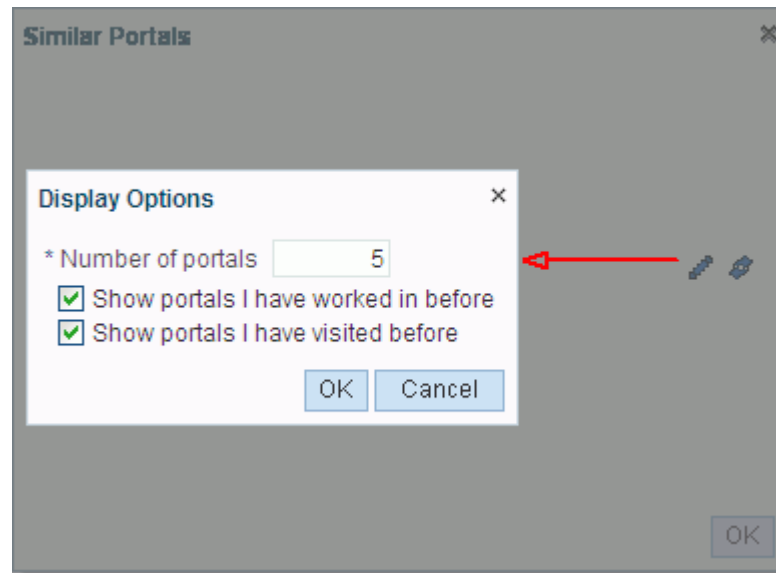 Similar Portals
Display Options
* Number of portals 5
Show portals I have worked in before
Show portals I have visited before
OK Cancel
OK